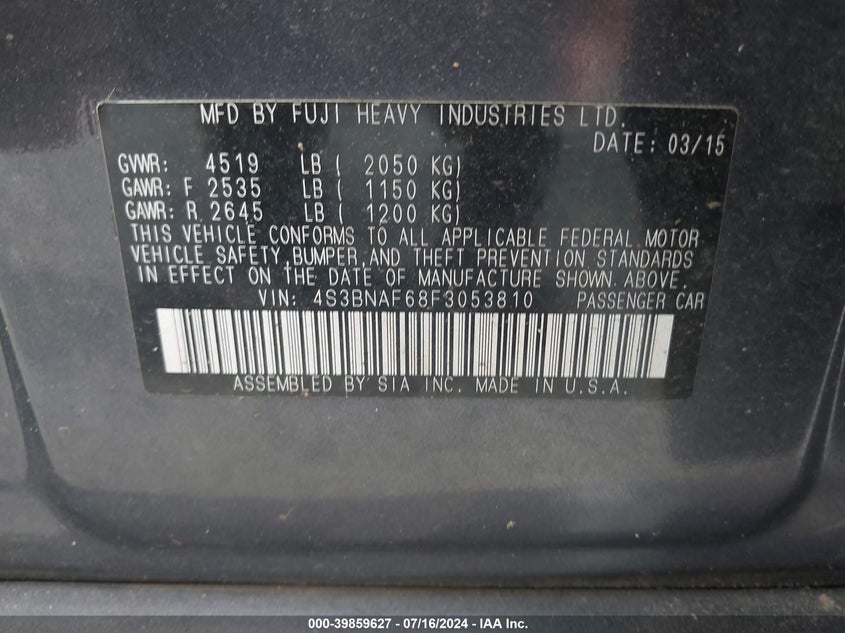 MFD BY FUJI HEAVY INDUSTRIES LTD.
DATE: 03/15
GVWR: 4519 LB ( 2050 KG)
GAWR: F 2535 LB ( 1150 KG)
GAWR: R 2645 LB ( 1200 KG)
THIS VEHICLE CONFORMS TO ALL APPLICABLE FEDERAL MOTOR
VEHICLE SAFETY, BUMPER, AND THEFT PREVENTION STANDARDS
IN EFFECT ON THE DATE OF MANUFACTURE SHOWN ABOVE.
VIN: 4S3BNAF68F3053810 PASSENGER CAR
ASSEMBLED BY SIA INC. MADE IN U.S.A.
000-39859627 - 07/16/2024 - IAA Inc.